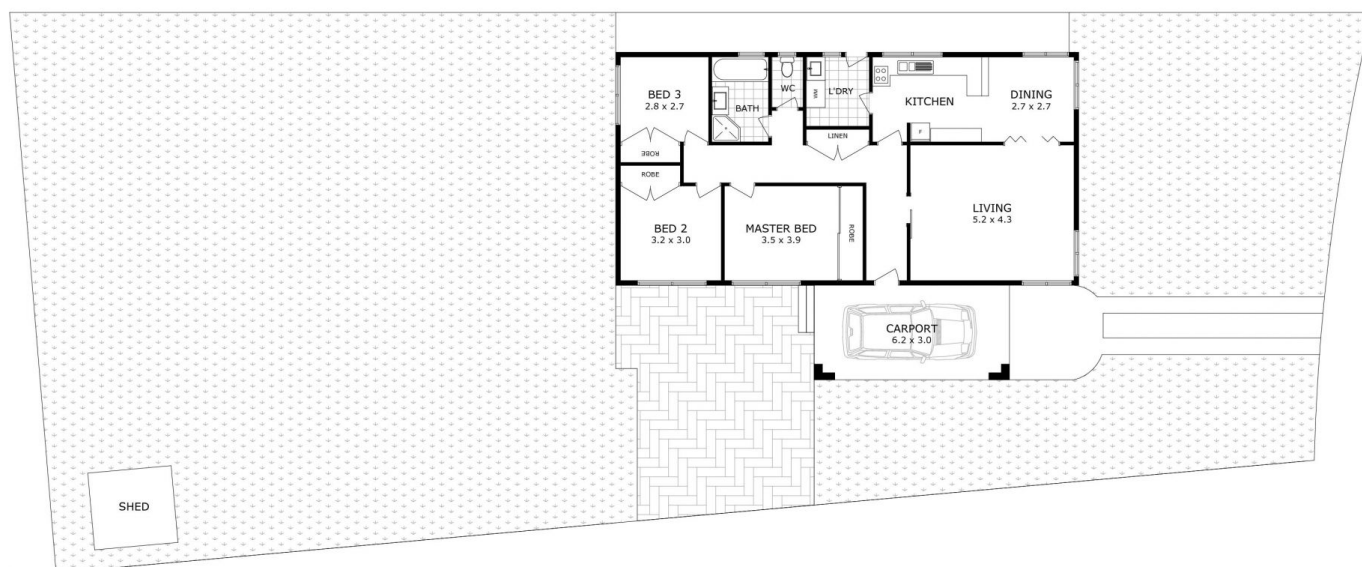 BED 3
2.8 x 2.7
BATH
WC
WM
L'DRY
KITCHEN
F
DINING
2.7 x 2.7
ROBE
LINEN
ROBE
BED 2
3.2 x 3.0
MASTER BED
3.5 x 3.9
ROBE
LIVING
5.2 x 4.3
CARPORT
6.2 x 3.0
SHED